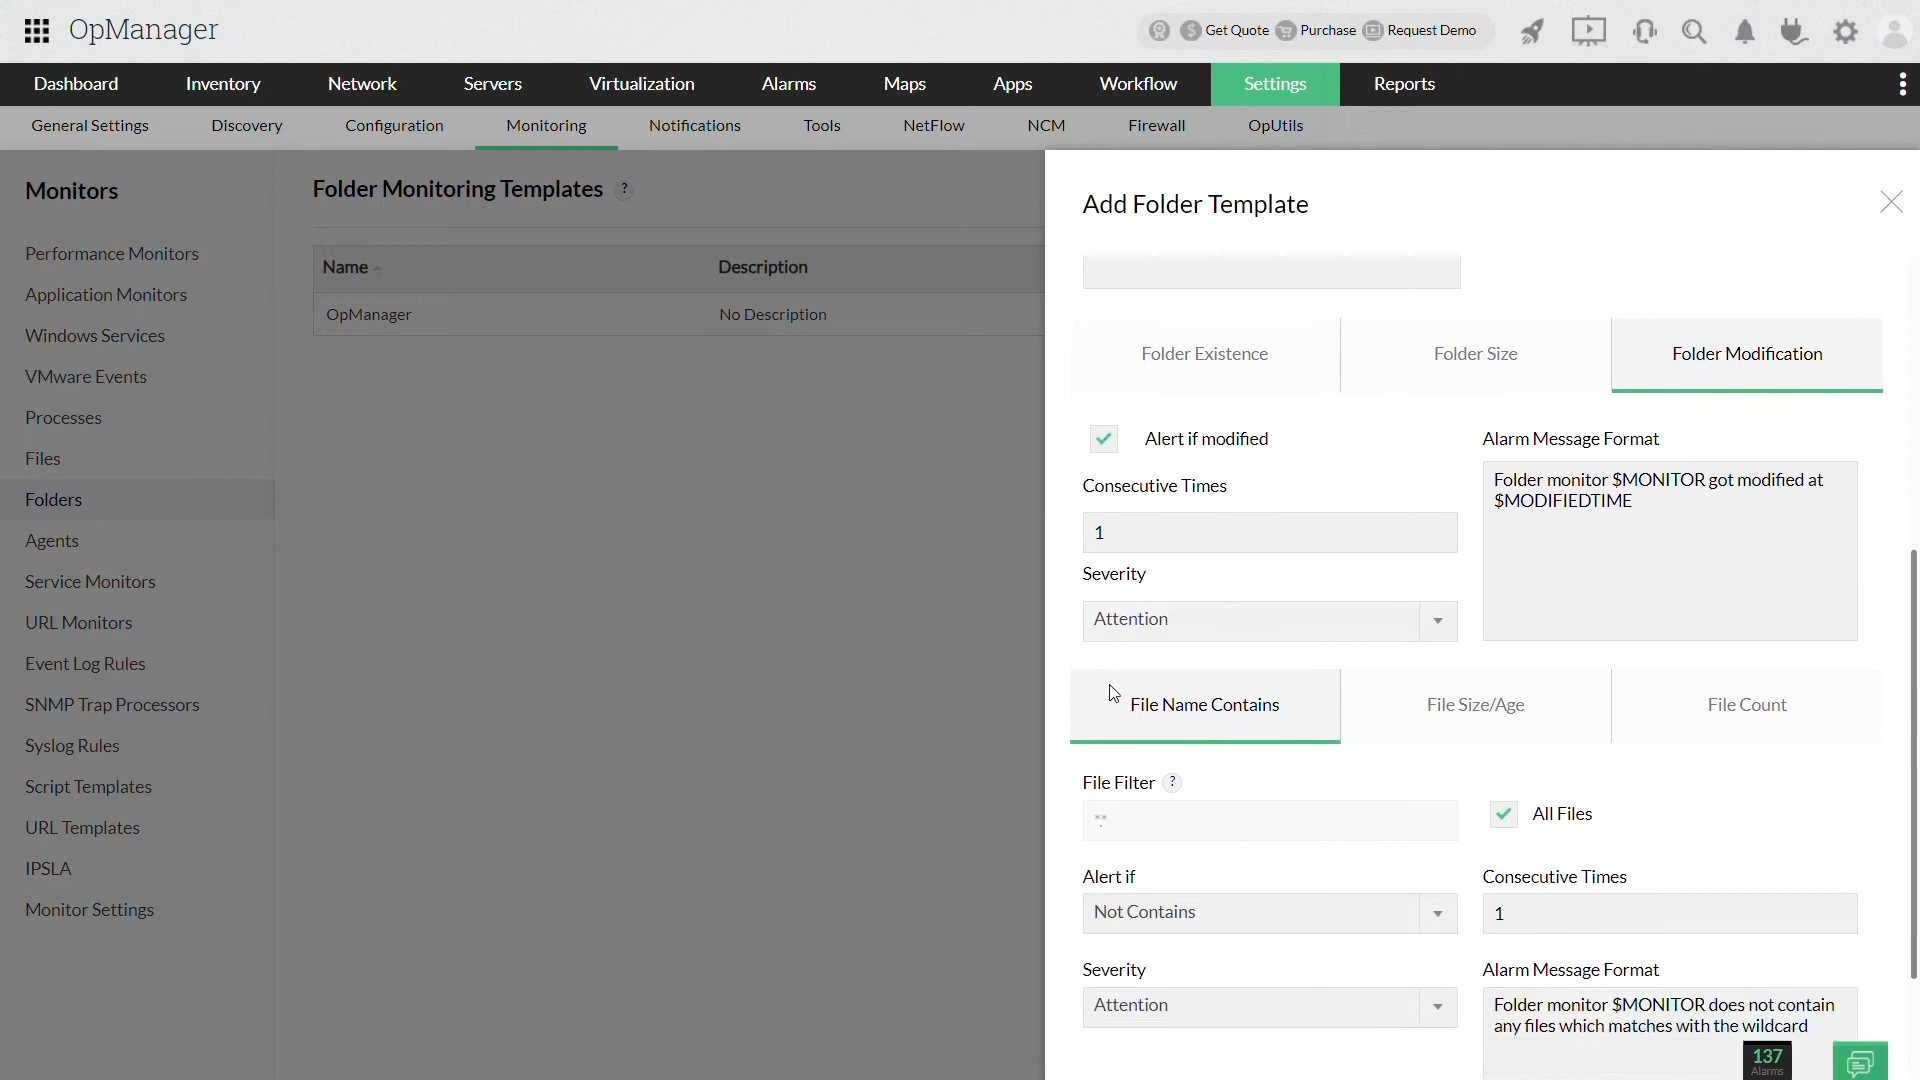 OpManager
Get Quote
Purchase
Request Demo
Dashboard
Inventory
Network
Servers
Virtualization
Alarms
Maps
Apps
Workflow
Settings
Reports
General Settings
Discovery
Configuration
Monitoring
Notifications
Tools
NetFlow
NCM
Firewall
OpUtils
Monitors
Performance Monitors
Application Monitors
Windows Services
VMware Events
Processes
Files
Folders
Agents
Service Monitors
URL Monitors
Event Log Rules
SNMP Trap Processors
Syslog Rules
Script Templates
URL Templates
IPSLA
Monitor Settings
Folder Monitoring Templates ?
Name
Description
OpManager
No Description
Add Folder Template
Folder Existence
Folder Size
Folder Modification
Alert if modified
Consecutive Times
1
Severity
Attention
Alarm Message Format
Folder monitor $MONITOR got modified at
$MODIFIEDTIME
File Name Contains
File Size/Age
File Count
File Filter ?
*.*
All Files
Alert if
Not Contains
Consecutive Times
1
Severity
Attention
Alarm Message Format
Folder monitor $MONITOR does not contain
any files which matches with the wildcard
137
Alarms